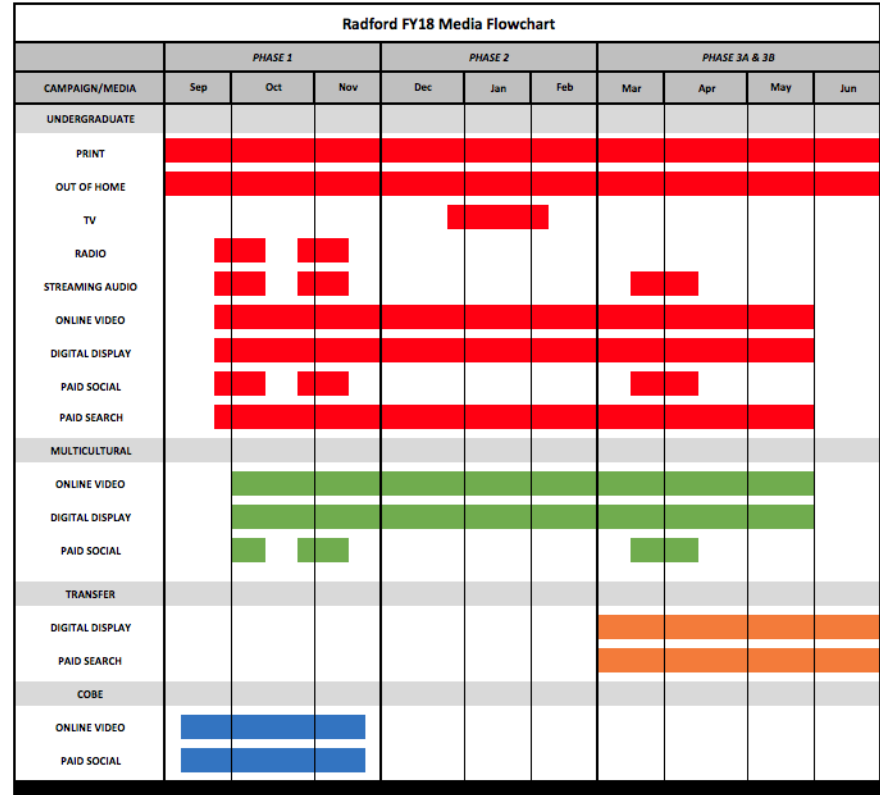 Radford FY18 Media Flowchart
PHASE 1 PHASE 2 PHASE 3A & 3B
CAMPAIGN/MEDIA Sep Oct Nov Dec Jan Feb Mar Apr May Jun
UNDERGRADUATE
PRINT
OUT OF HOME
TV
RADIO
STREAMING AUDIO
ONLINE VIDEO
DIGITAL DISPLAY
PAID SOCIAL
PAID SEARCH
MULTICULTURAL
ONLINE VIDEO
DIGITAL DISPLAY
PAID SOCIAL
TRANSFER
DIGITAL DISPLAY
PAID SEARCH
COBE
ONLINE VIDEO
PAID SOCIAL